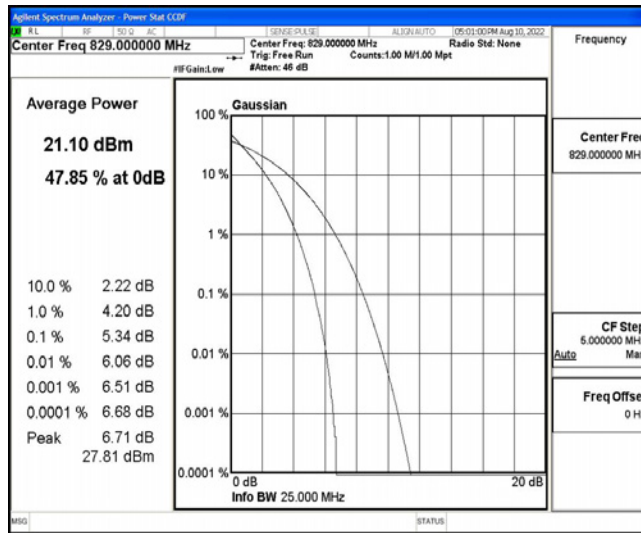 Agilent Spectrum Analyzer - Power Stat CCDF
RL RF 50 Ω AC SENSE:PULSE ALIGN AUTO 05:01:00 PM Aug 10, 2022
Center Freq 829.000000 MHz
Center Freq: 829.000000 MHz Radio Std: None
Trig: Free Run Counts:1.00 M/1.00 Mpt
#IFGain:Low #Atten: 46 dB
Frequency
Average Power
21.10 dBm
47.85 % at 0dB
10.0 % 2.22 dB
1.0 % 4.20 dB
0.1 % 5.34 dB
0.01 % 6.06 dB
0.001 % 6.51 dB
0.0001 % 6.68 dB
Peak 6.71 dB
27.81 dBm
Gaussian
100 %
10 %
1 %
0.1 %
0.01 %
0.001 %
0.0001 %
0 dB 20 dB
Info BW 25.000 MHz
Center Freq
829.000000 MH
CF Step
5.000000 MH
Auto Ma
Freq Offse
0 H
MSG STATUS